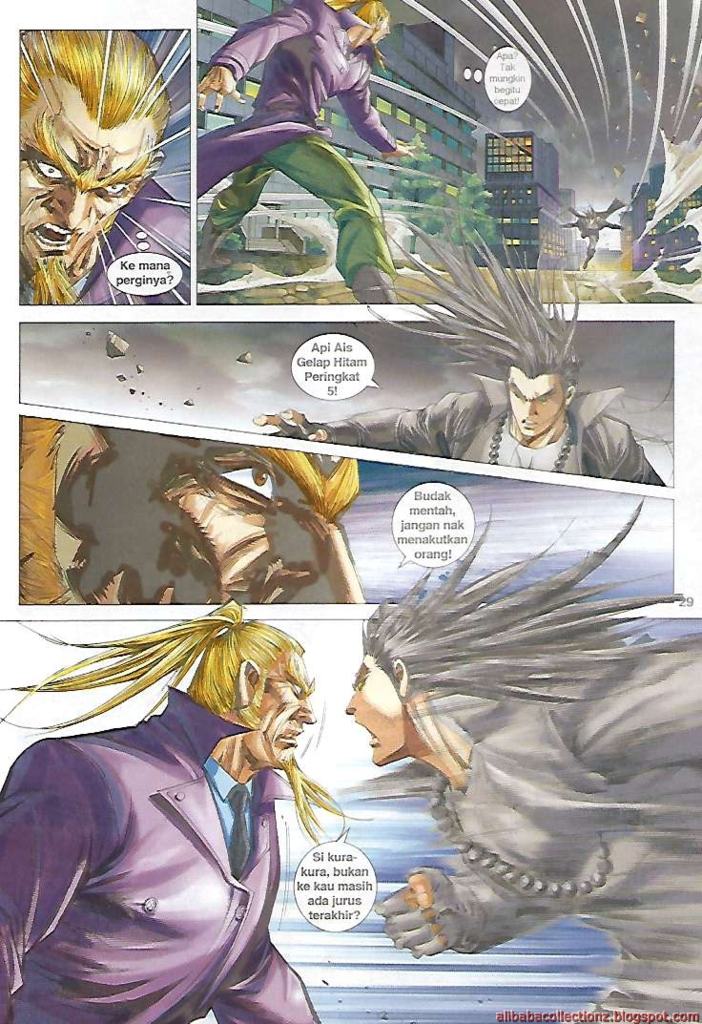 Ke mana
perginya?
Apa?
Tak
mungkin
begitu
cepat!
Api Ais
Gelap Hitam
Peringkat
5!
Budak
mentah,
jangan nak
menakutkan
orang!
29
Si kura-
kura, bukan
ke kau masih
ada jurus
terakhir?
alibabacollectionz.blogspot.com